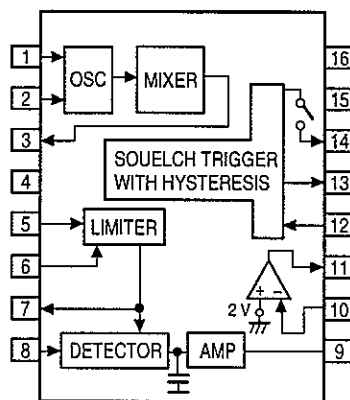 1
2
3
4
5
6
7
8
OSC
MIXER
SOUELCH TRIGGER
WITH HYSTERESIS
LIMITER
DETECTOR
AMP
+ -
2 V
16
15
14
13
12
11
10
9